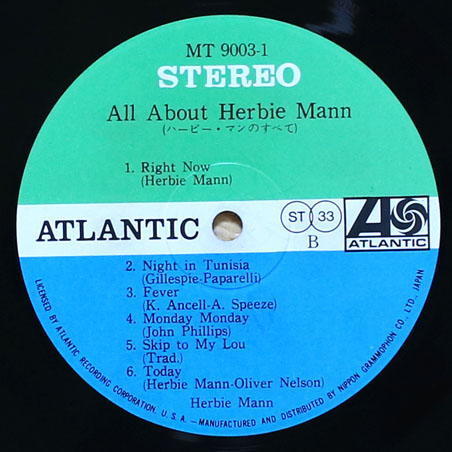 MT 9003-1
STEREO
All About Herbie Mann
(ハービー・マンのすべて)
1. Right Now
(Herbie Mann)
ATLANTIC
ST 33
B
ATLANTIC
2. Night in Tunisia
(Gillespie-Paparelli)
3. Fever
(K. Ancell-A. Speeze)
4. Monday Monday
(John Phillips)
5. Skip to My Lou
(Trad.)
6. Today
(Herbie Mann-Oliver Nelson)
Herbie Mann
LICENSED BY ATLANTIC RECORDING CORPORATION, U.S.A.—MANUFACTURED AND DISTRIBUTED BY NIPPON GRAMMOPHON CO., LTD., JAPAN